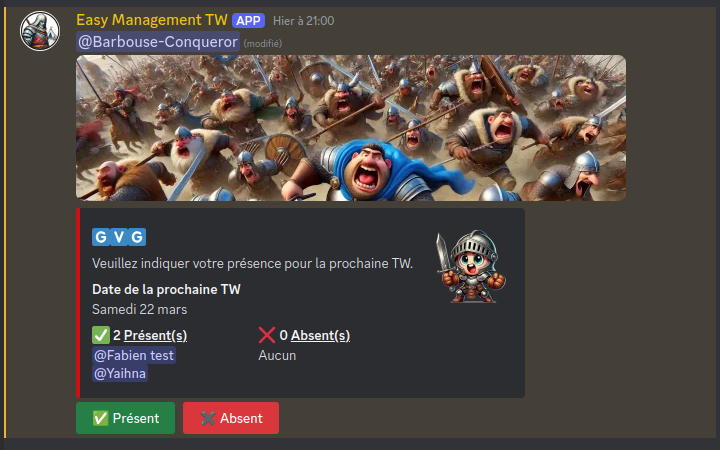 Easy Management TW APP Hier à 21:00
@Barbouse-Conqueror (modifié)
G V G
Veuillez indiquer votre présence pour la prochaine TW.
Date de la prochaine TW
Samedi 22 mars
✅ 2 Présent(s) ❌ 0 Absent(s)
@Fabien test Aucun
@Yaihna
✅ Présent ✖️ Absent